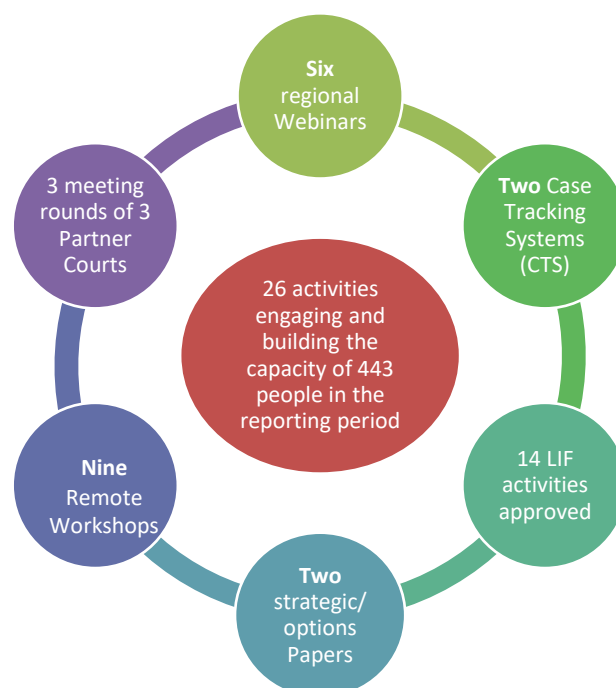 Six
regional
Webinars
Two Case
Tracking
Systems
(CTS)
14 LIF
activities
approved
Two
strategic/
options
Papers
Nine
Remote
Workshops
3 meeting
rounds of 3
Partner
Courts
26 activities
engaging and
building the
capacity of 443
people in the
reporting period